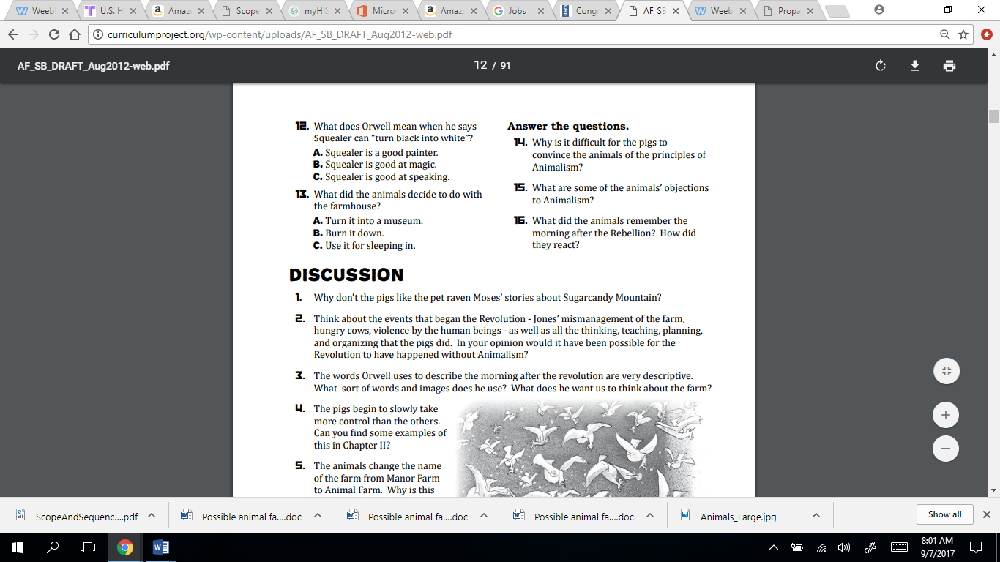 Weeb
U.S. H
Amaz
Scope
myHIS
Micro
Amaz
Jobs
Cong
AF_SB
Weeb
Propa
curriculumproject.org/wp-content/uploads/AF_SB_DRAFT_Aug2012-web.pdf
AF_SB_DRAFT_Aug2012-web.pdf
12 / 91
12. What does Orwell mean when he says
Squealer can “turn black into white”?
A. Squealer is a good painter.
B. Squealer is good at magic.
C. Squealer is good at speaking.
13. What did the animals decide to do with
the farmhouse?
A. Turn it into a museum.
B. Burn it down.
C. Use it for sleeping in.
Answer the questions.
14. Why is it difficult for the pigs to
convince the animals of the principles of
Animalism?
15. What are some of the animals’ objections
to Animalism?
16. What did the animals remember the
morning after the Rebellion? How did
they react?
DISCUSSION
1. Why don’t the pigs like the pet raven Moses’ stories about Sugarcandy Mountain?
2. Think about the events that began the Revolution - Jones’ mismanagement of the farm,
hungry cows, violence by the human beings - as well as all the thinking, teaching, planning,
and organizing that the pigs did. In your opinion would it have been possible for the
Revolution to have happened without Animalism?
3. The words Orwell uses to describe the morning after the revolution are very descriptive.
What sort of words and images does he use? What does he want us to think about the farm?
4. The pigs begin to slowly take
more control than the others.
Can you find some examples of
this in Chapter II?
5. The animals change the name
of the farm from Manor Farm
to Animal Farm. Why is this
ScopeAndSequenc....pdf
Possible animal fa....doc
Possible animal fa....doc
Possible animal fa....doc
Animals_Large.jpg
Show all
8:01 AM
9/7/2017